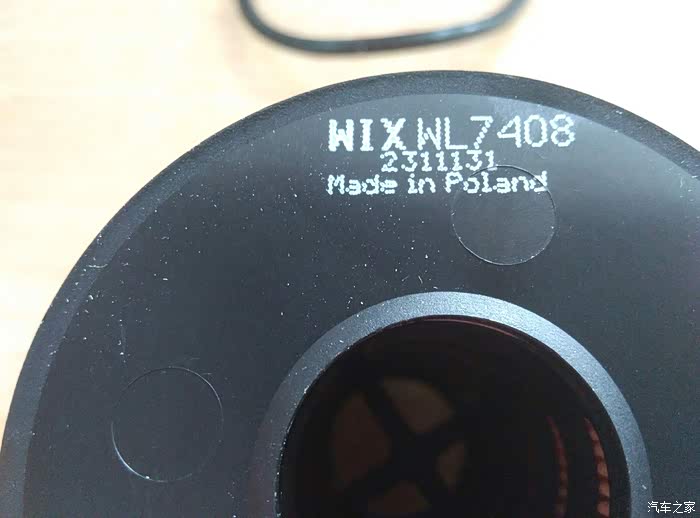 WIX WL7408
2311131
Made in Poland
汽车之家